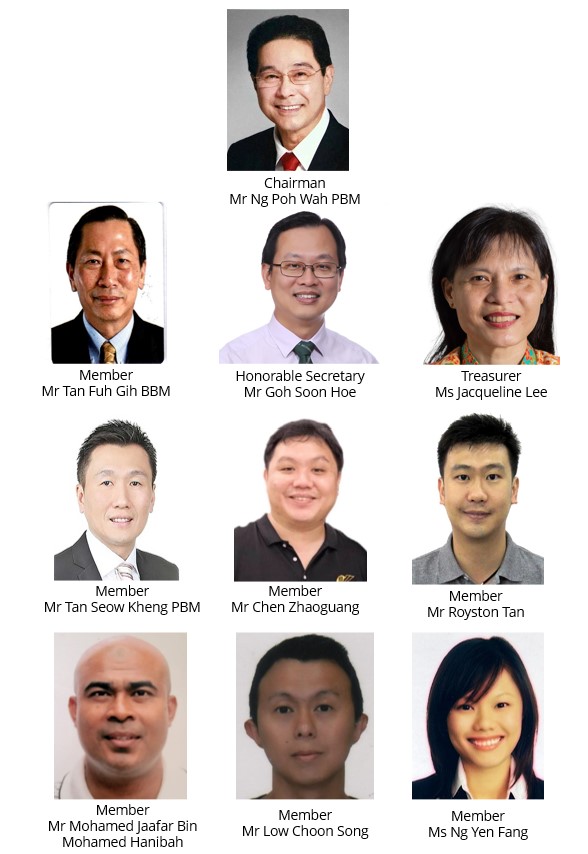 Chairman
Mr Ng Poh Wah PBM
Member
Mr Tan Fuh Gih BBM
Honorable Secretary
Mr Goh Soon Hoe
Treasurer
Ms Jacqueline Lee
Member
Mr Tan Seow Kheng PBM
Member
Mr Chen Zhaoguang
Member
Mr Royston Tan
Member
Mr Mohamed Jaafar Bin
Mohamed Hanibah
Member
Mr Low Choon Song
Member
Ms Ng Yen Fang